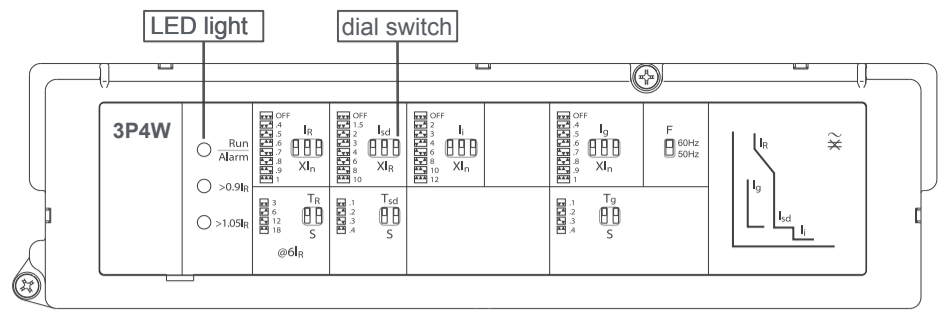 LED light
dial switch
3P4W
Run
Alarm
>0.9IR
>1.05IR
OFF
.4
.5
.6
.7
.8
.9
1
IR
XIn
OFF
1.5
2
3
4
6
8
10
Isd
XIR
OFF
2
3
4
6
8
10
12
Ii
XIn
OFF
.4
.5
.6
.7
.8
.9
1
Ig
XIn
F
60Hz
50Hz
3
6
12
18
TR
S
@6IR
.1
.2
.3
.4
Tsd
S
.1
.2
.3
.4
Tg
S
IR
Ig
Isd
Ii